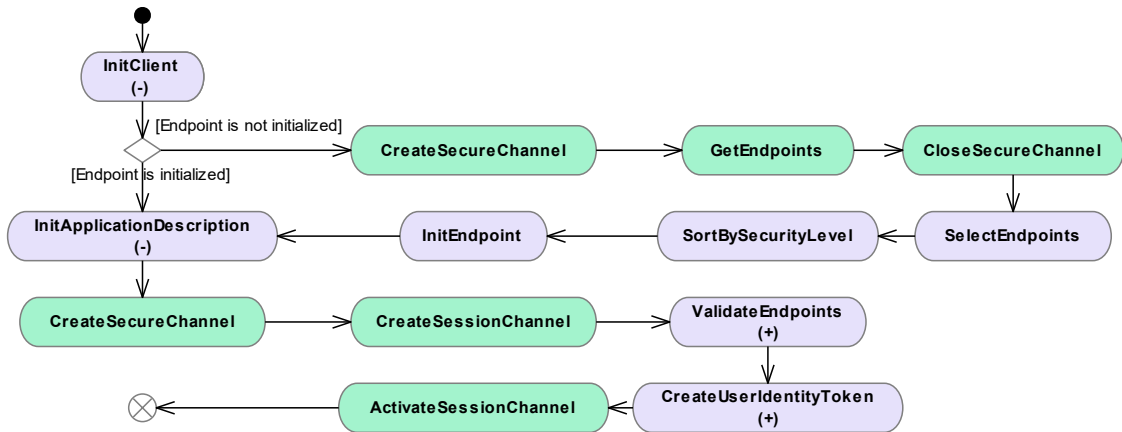 InitClient
(-)
[Endpoint is not initialized]
CreateSecureChannel
GetEndpoints
CloseSecureChannel
[Endpoint is initialized]
InitApplicationDescription
(-)
InitEndpoint
SortBySecurityLevel
SelectEndpoints
CreateSecureChannel
CreateSessionChannel
ValidateEndpoints
(+)
ActivateSessionChannel
CreateUserIdentityToken
(+)